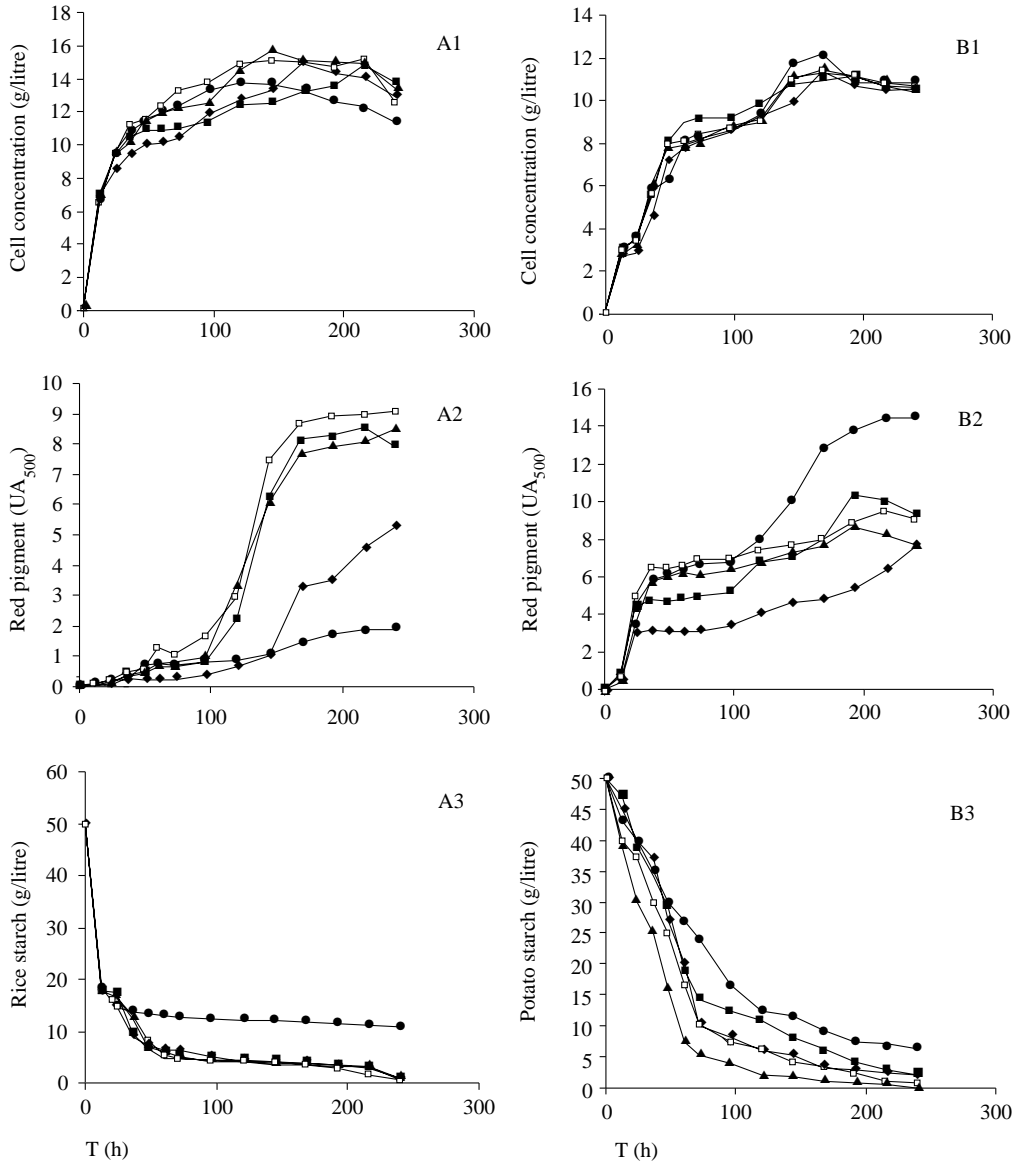 A1
Cell concentration (g/litre)
18
16
14
12
10
8
6
4
2
0
0 100 200 300
B1
Cell concentration (g/litre)
14
12
10
8
6
4
2
0
0 100 200 300
A2
Red pigment (UA500)
10
9
8
7
6
5
4
3
2
1
0
0 100 200 300
B2
Red pigment (UA500)
16
14
12
10
8
6
4
2
0
0 100 200 300
A3
Rice starch (g/litre)
60
50
40
30
20
10
0
0 100 200 300
T (h)
B3
Potato starch (g/litre)
50
45
40
35
30
25
20
15
10
5
0
0 100 200 300
T (h)